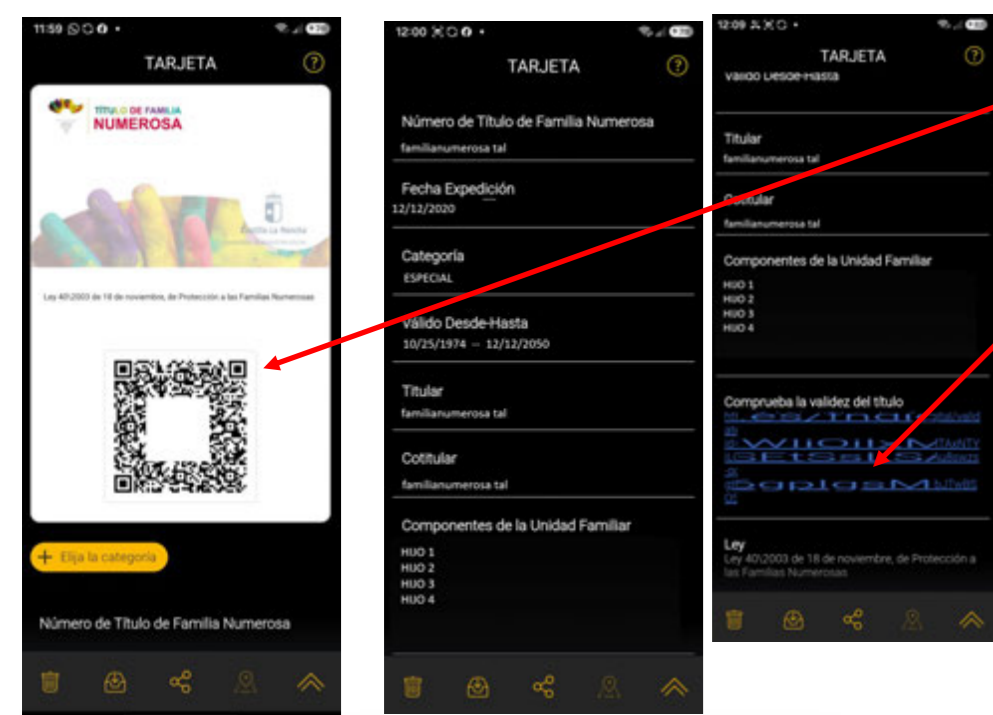 11:59
TARJETA
?
TÍTULO DE FAMILIA
NUMEROSA
Castilla-La Mancha
Ley 40\2003 de 18 de noviembre, de Protección a las Familias Numerosas
+ Elija la categoría
Número de Título de Familia Numerosa
12:00
TARJETA
?
Número de Título de Familia Numerosa
familianumerosa tal
Fecha Expedición
12/12/2020
Categoría
ESPECIAL
Válido Desde-Hasta
10/25/1974 – 12/12/2050
Titular
familianumerosa tal
Cotitular
familianumerosa tal
Componentes de la Unidad Familiar
HIJO 1
HIJO 2
HIJO 3
HIJO 4
12:09
TARJETA
?
Válido Desde-Hasta
Titular
familianumerosa tal
Cotitular
familianumerosa tal
Componentes de la Unidad Familiar
HIJO 1
HIJO 2
HIJO 3
HIJO 4
Comprueba la validez del título
Ley
Ley 40\2003 de 18 de noviembre, de Protección a
las Familias Numerosas